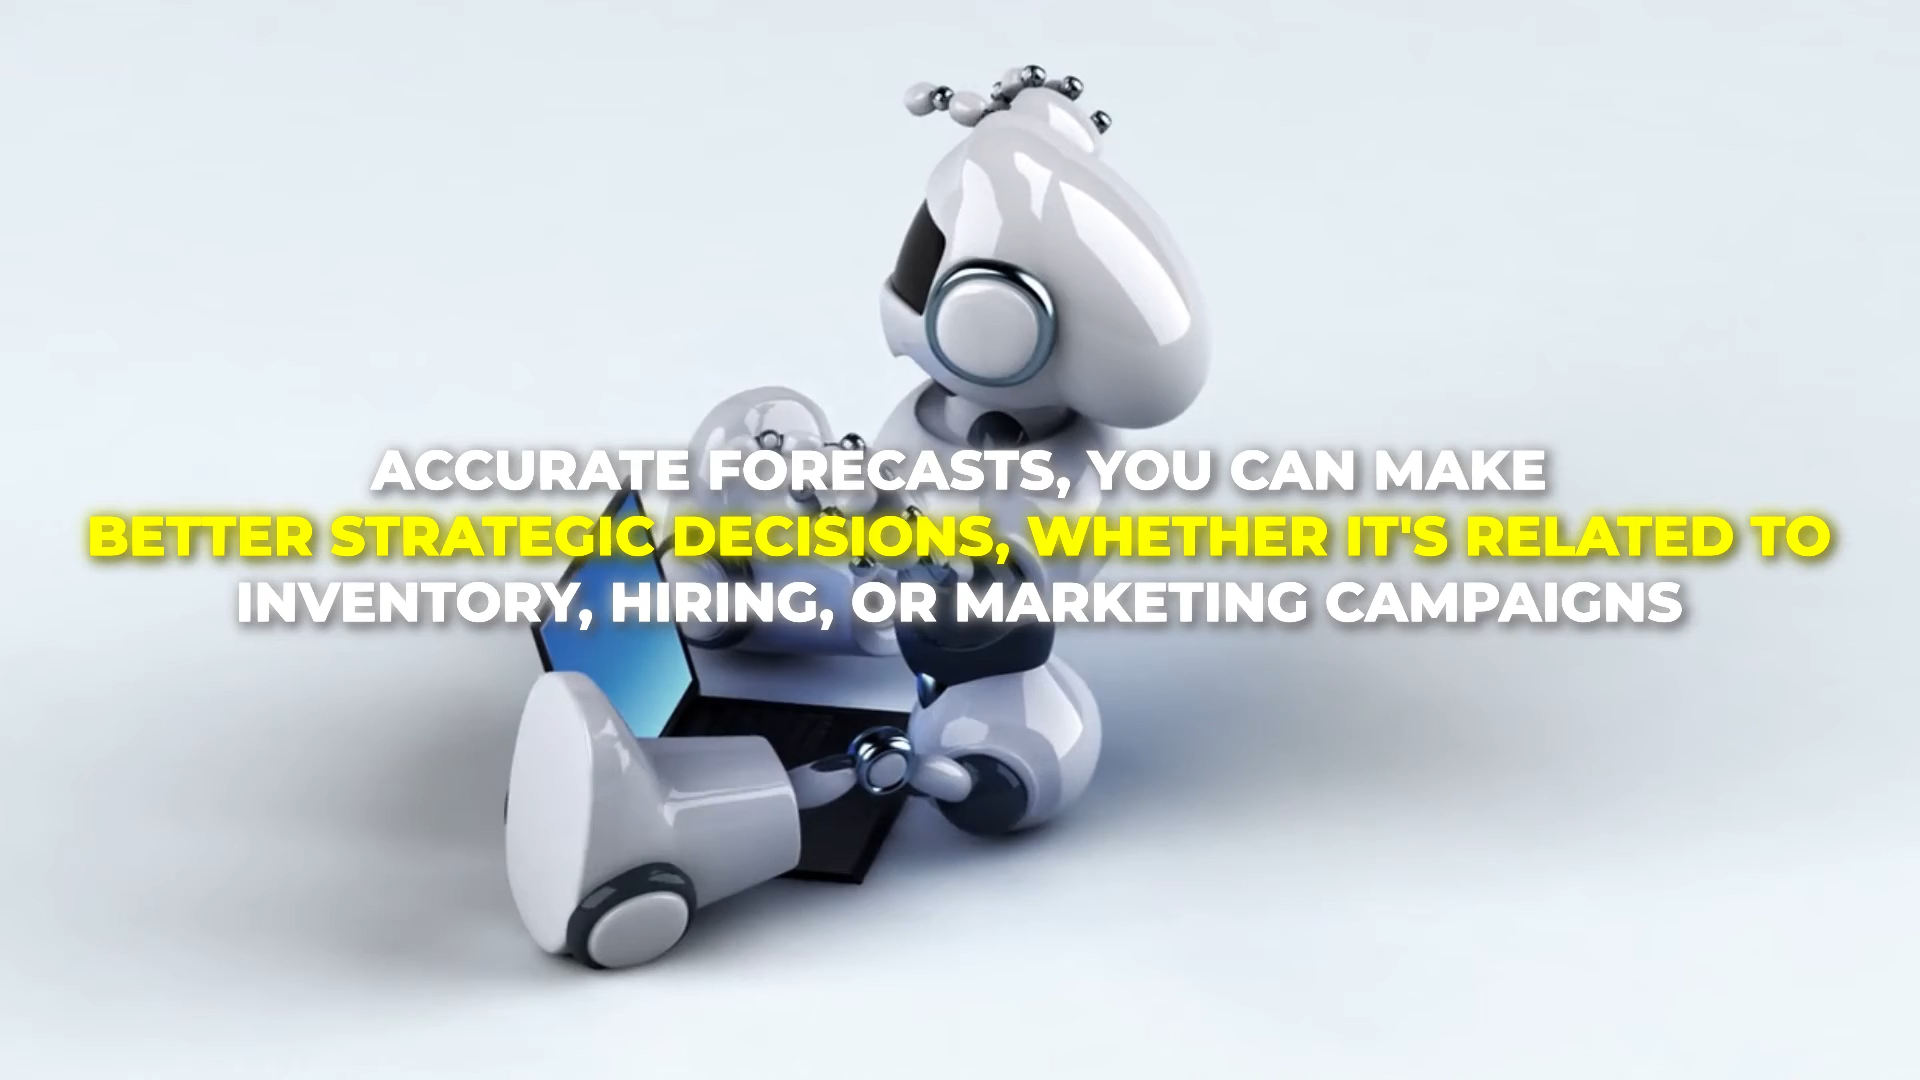 ACCURATE FORECASTS, YOU CAN MAKE
BETTER STRATEGIC DECISIONS, WHETHER IT'S RELATED TO
INVENTORY, HIRING, OR MARKETING CAMPAIGNS